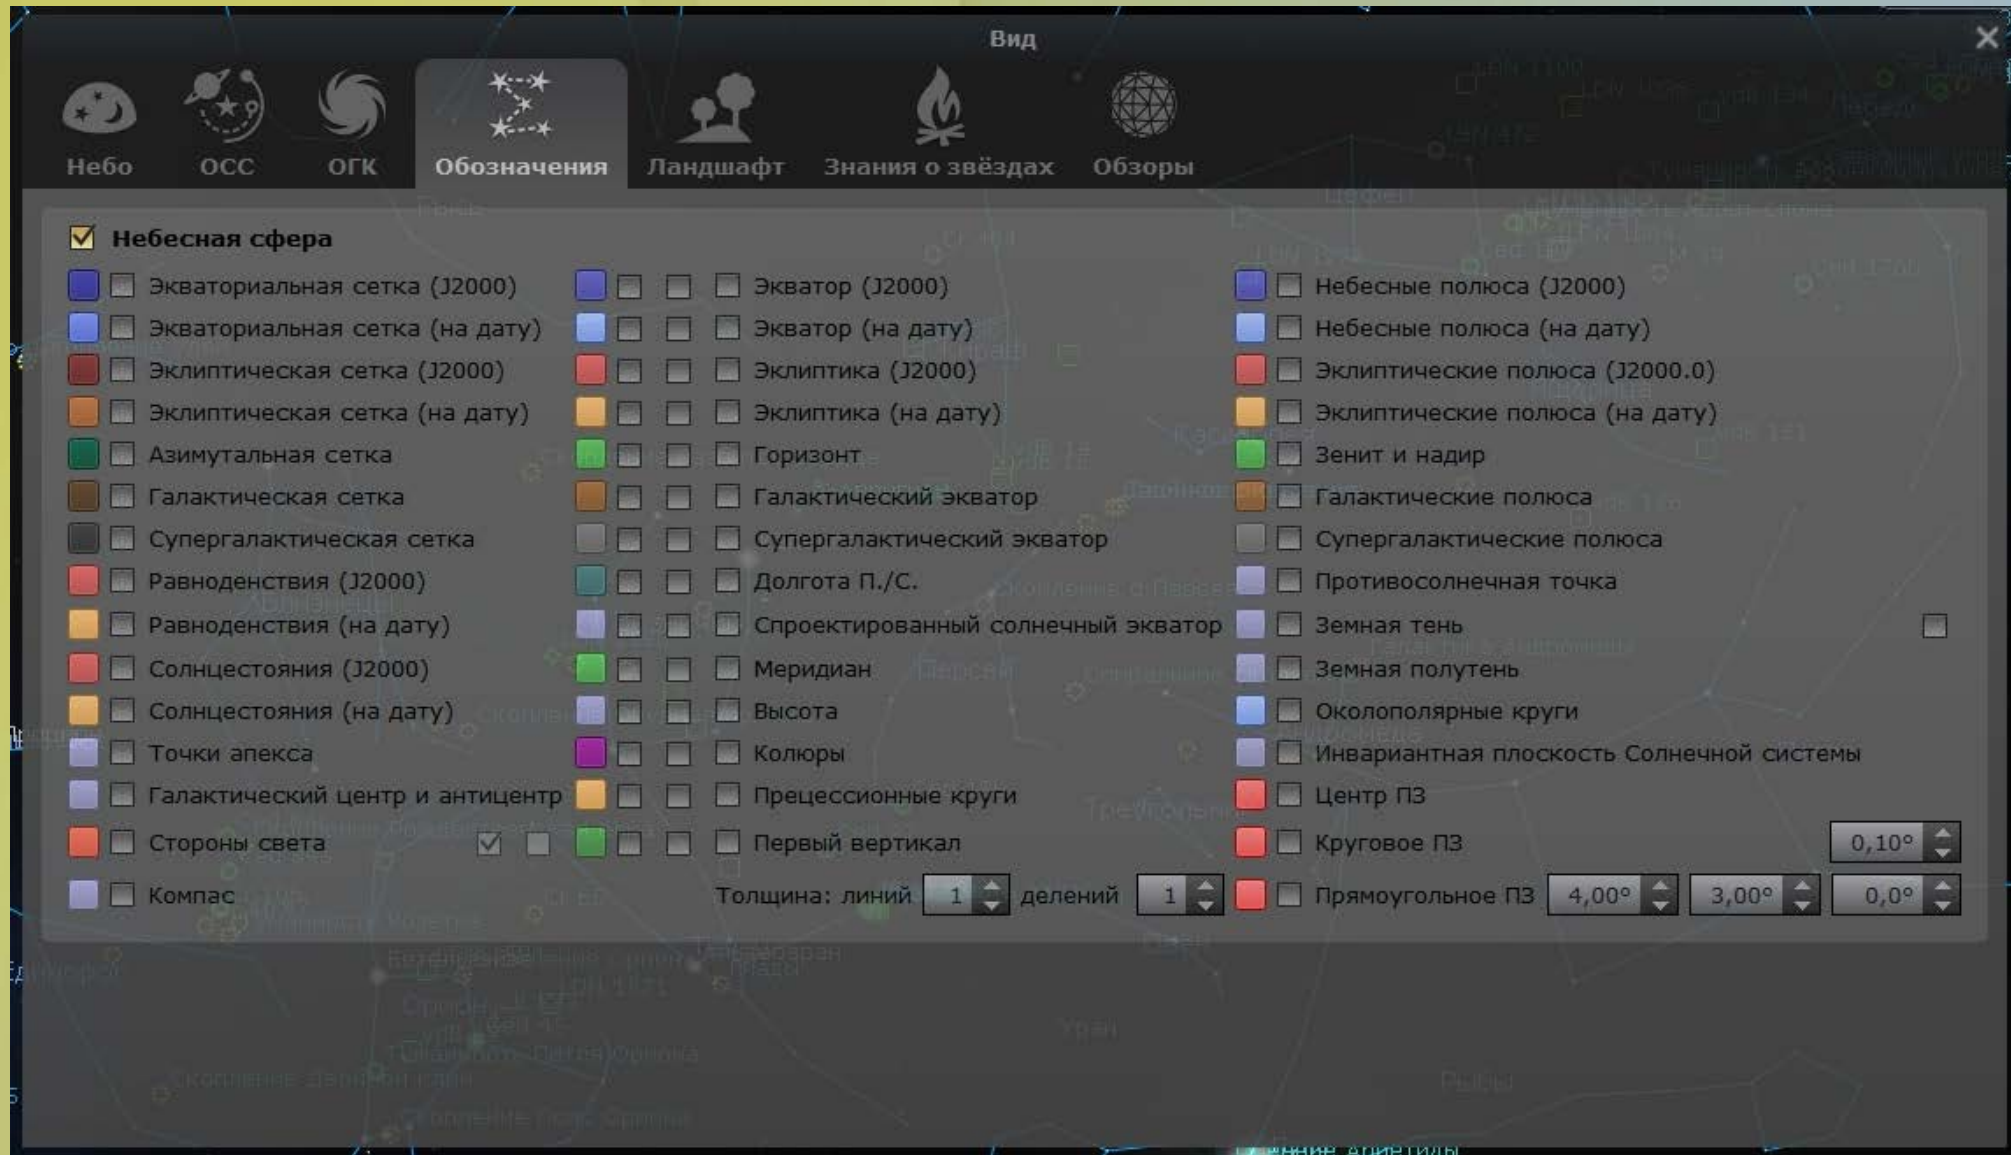 Вид
Небо ОСС ОГК Обозначения Ландшафт Знания о звёздах Обзоры
Небесная сфера
Экваториальная сетка (J2000) Экватор (J2000) Небесные полюса (J2000)
Экваториальная сетка (на дату) Экватор (на дату) Небесные полюса (на дату)
Эклиптическая сетка (J2000) Эклиптика (J2000) Эклиптические полюса (J2000.0)
Эклиптическая сетка (на дату) Эклиптика (на дату) Эклиптические полюса (на дату)
Азимутальная сетка Горизонт Зенит и надир
Галактическая сетка Галактический экватор Галактические полюса
Супергалактическая сетка Супергалактический экватор Супергалактические полюса
Равноденствия (J2000) Долгота П./С. Противосолнечная точка
Равноденствия (на дату) Спроектированный солнечный экватор Земная тень
Солнцестояния (J2000) Меридиан Земная полутень
Солнцестояния (на дату) Высота Околополярные круги
Точки апекса Колюры Инвариантная плоскость Солнечной системы
Галактический центр и антицентр Прецессионные круги Центр ПЗ
Стороны света Первый вертикал Круговое ПЗ 0,10°
Компас Толщина: линий 1 делений 1 Прямоугольное ПЗ 4,00° 3,00° 0,0°
Уран
Рыбы